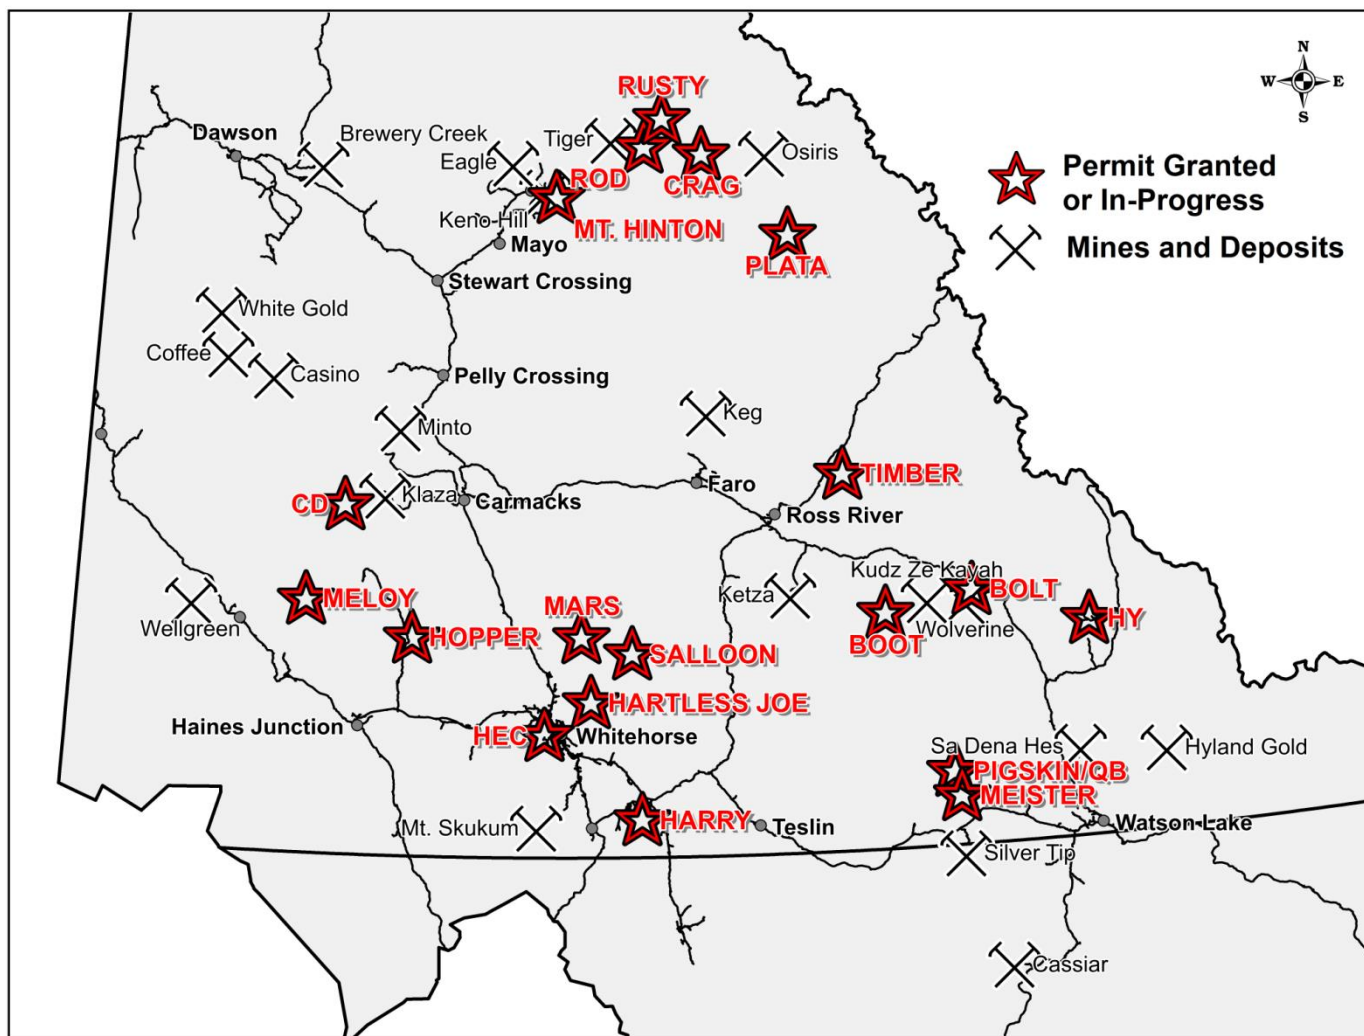 N
W E
S
RUSTY
Dawson
Brewery Creek
Tiger
Eagle
Osiris
ROD
CRAG
Permit Granted
or In-Progress
Keno Hill
MT. HINTON
Mayo
PLATA
Mines and Deposits
Stewart Crossing
White Gold
Coffee
Casino
Pelly Crossing
Keg
Minto
TIMBER
Faro
CD
Klaza
Carmacks
Ross River
Kudz Ze Kayah
BOLT
Ketza
MELOY
MARS
Wellgreen
Wolverine
HY
HOPPER
BOOT
SALLOON
HARTLESS JOE
Haines Junction
HEC
Whitehorse
Sa Dena Hes
Hyland Gold
PIGSKIN/QB
MEISTER
HARRY
Mt. Skukum
Teslin
Watson Lake
Silver Tip
Cassiar